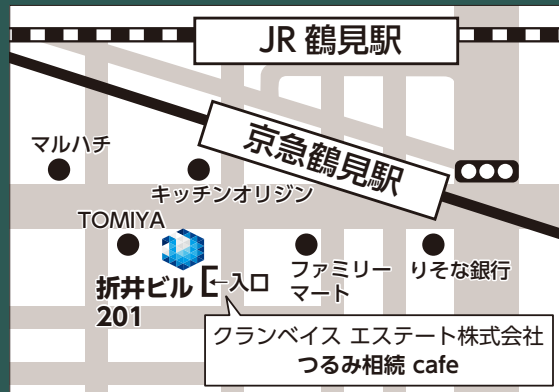 JR 鶴見駅
京急鶴見駅
マルハチ
キッチンオリジン
TOMIYA
折井ビル
201
←入口
ファミリー
マート
りそな銀行
クランベイス エステート株式会社
つるみ相続 cafe